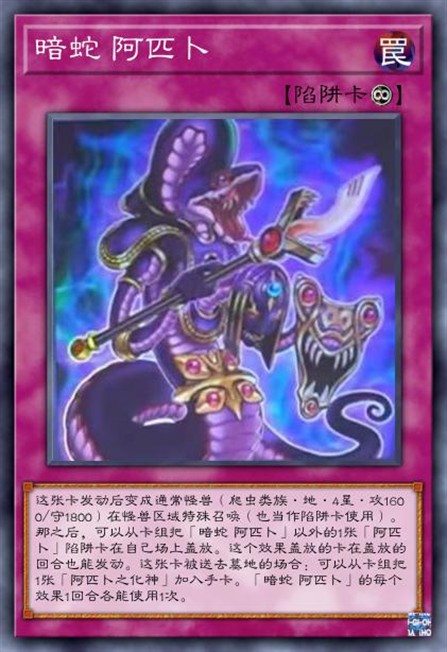 暗蛇 阿匹卜
罠
【陷阱卡】
这张卡发动后变成通常怪兽（爬虫类族・地・4星・攻160
0/守1800）在怪兽区域特殊召唤（也当作陷阱卡使用）。
那之后，可以从卡组把「暗蛇 阿匹卜」以外的1张「阿匹
卜」陷阱卡在自己场上盖放。这个效果盖放的卡在盖放的
回合也能发动。这张卡被送去墓地的场合：可以从卡组把
1张「阿匹卜之化神」加入手卡。「暗蛇 阿匹卜」的每个
效果1回合各能使用1次。